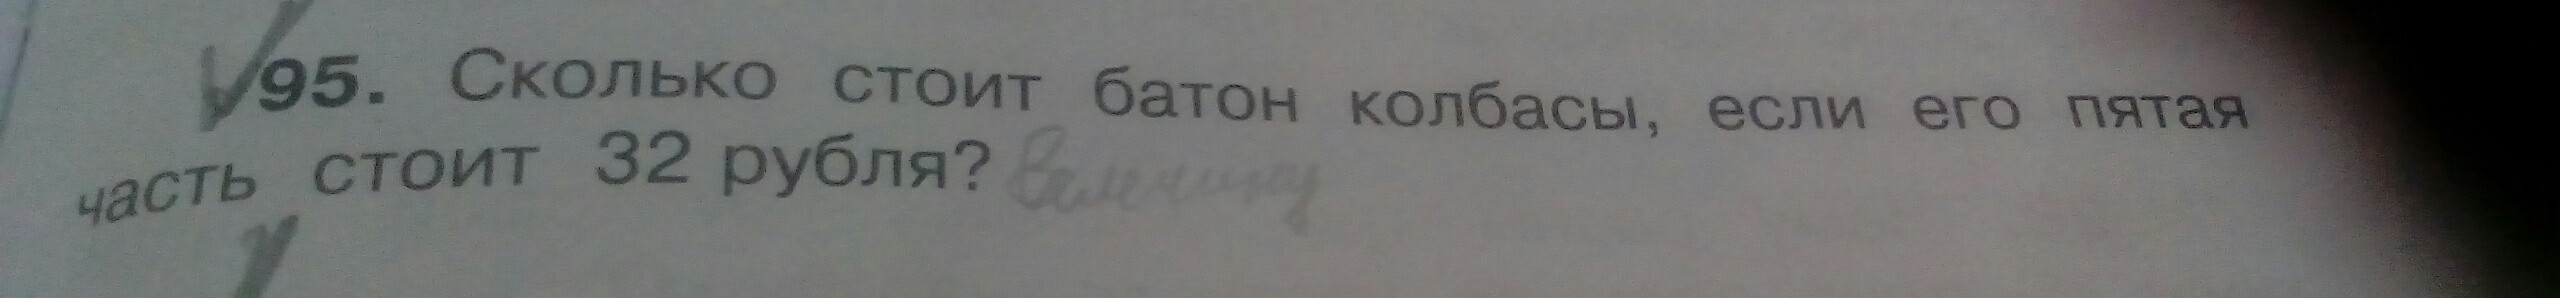 95. Сколько стоит батон колбасы, если его пятая
часть стоит 32 рубля?